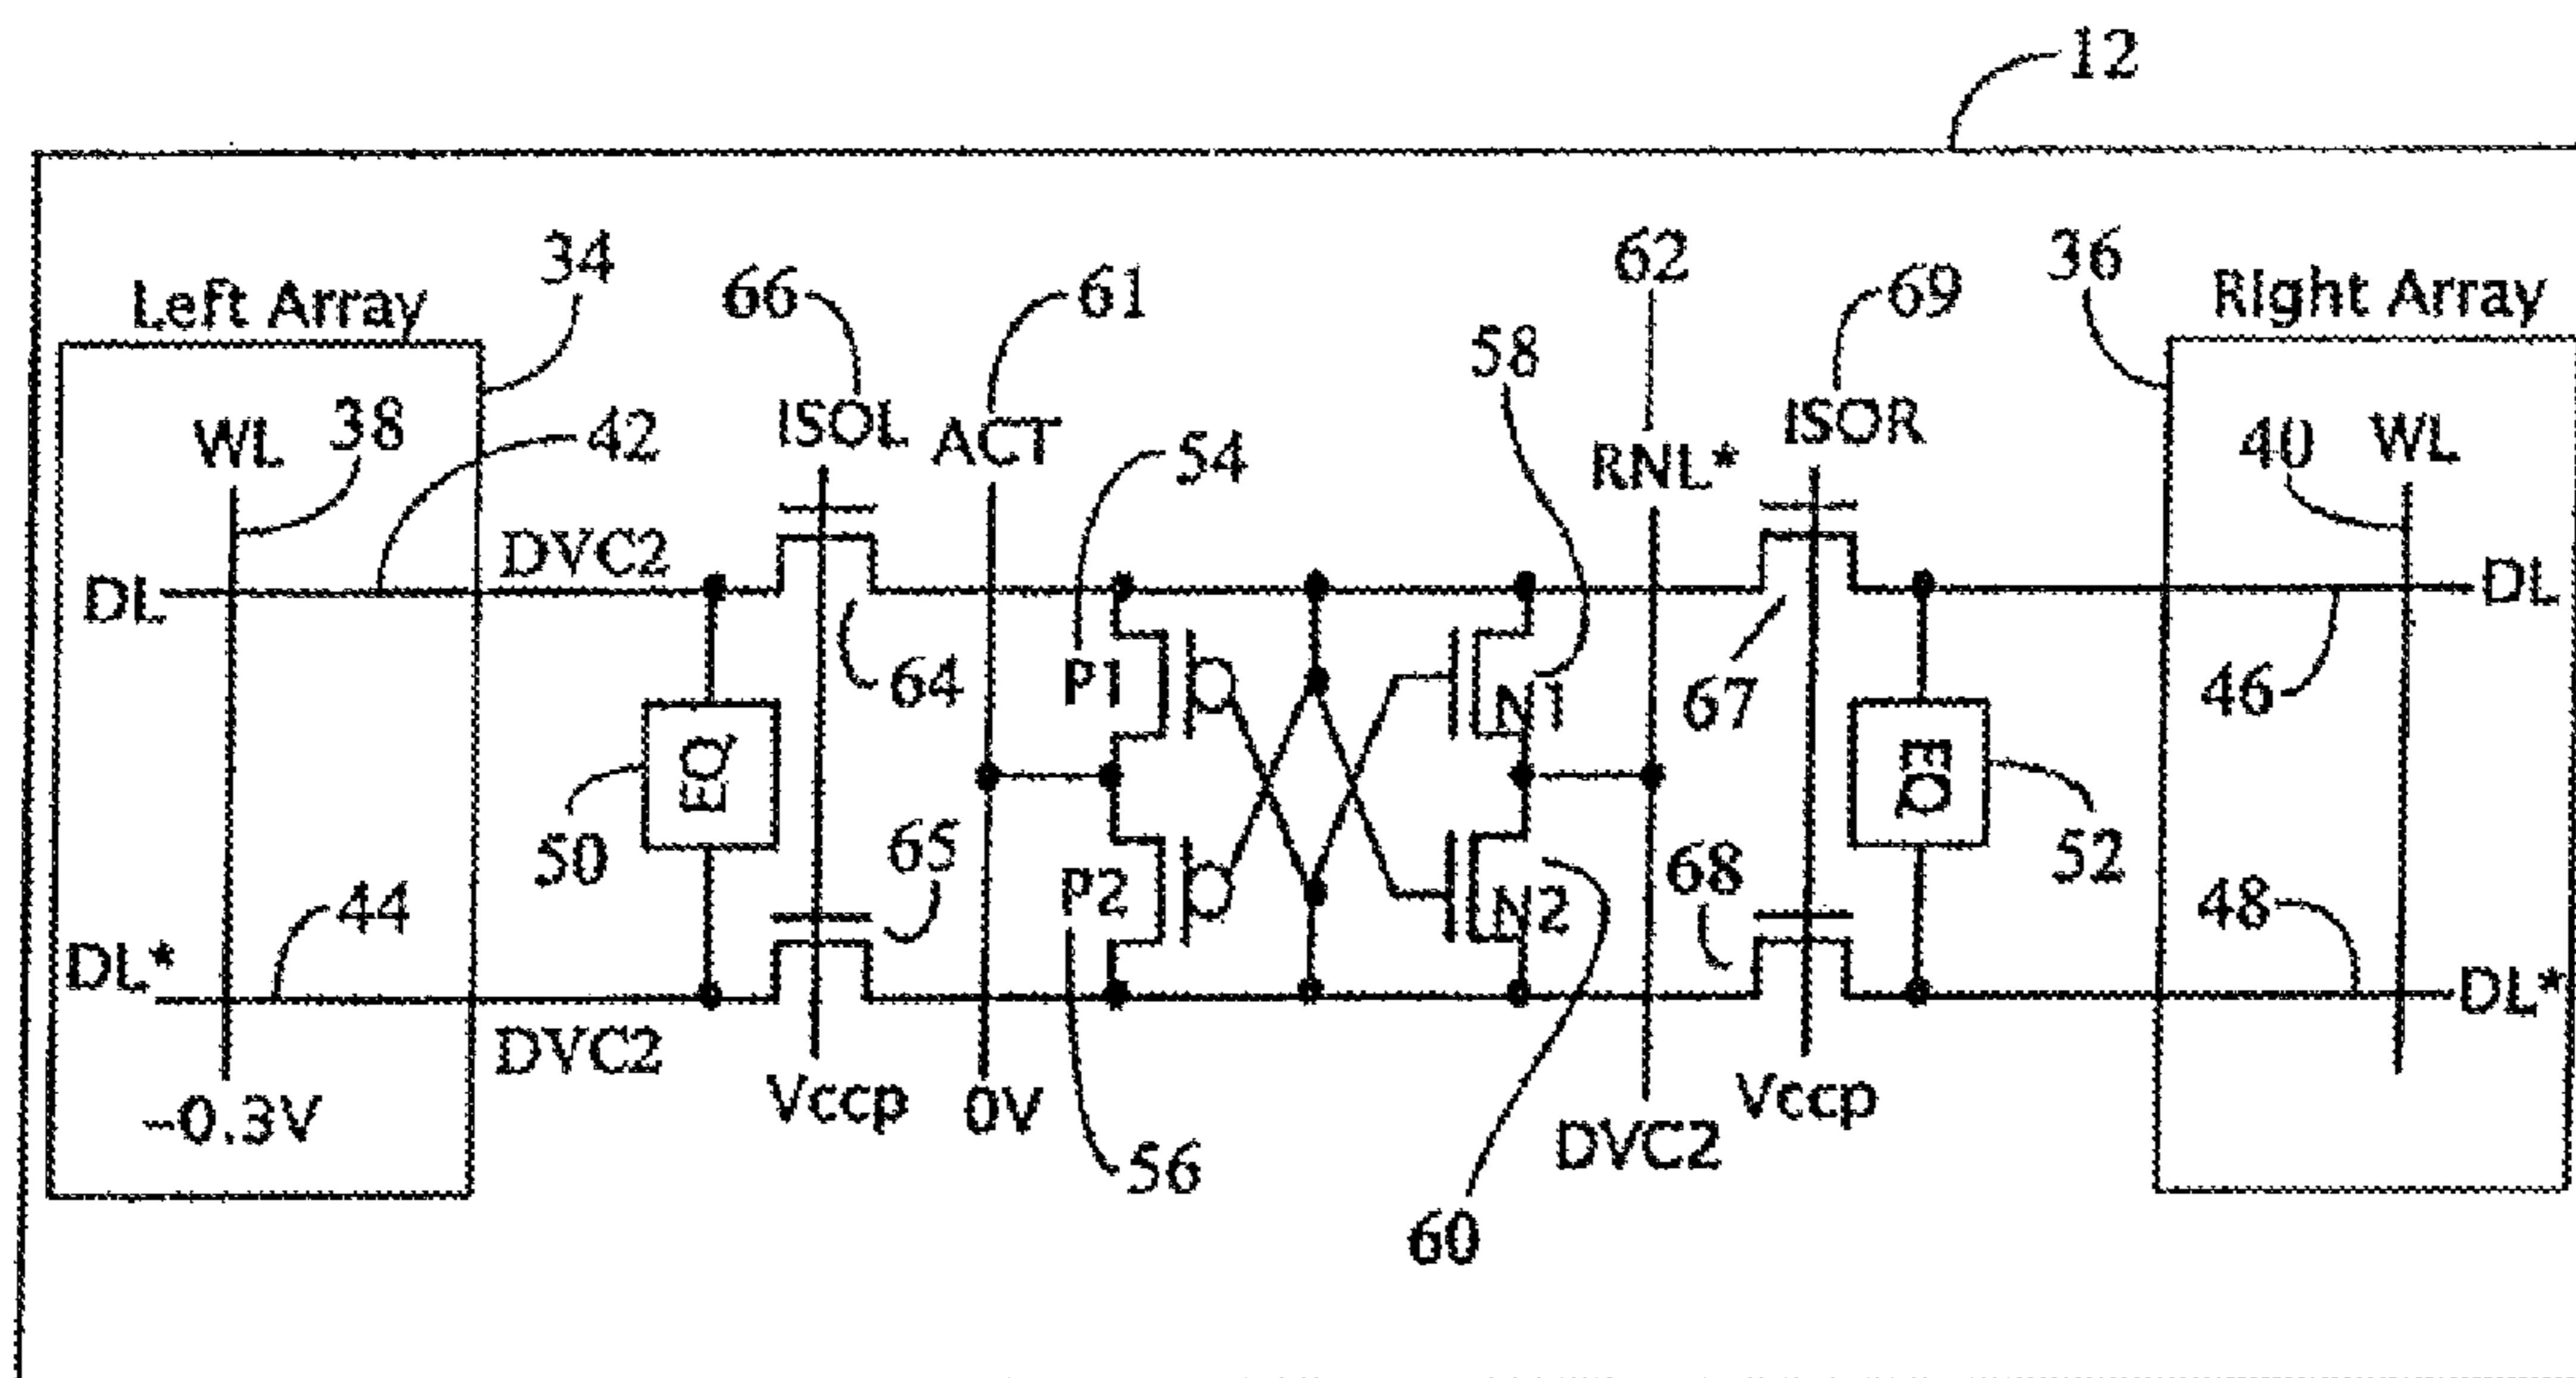 12
34
66
61
62
36
69
Left Array
Right Array
58
WL
38
42
ISOL
ACT
54
RNL*
ISOR
40
WL
DVC2
DL
DL
P1
64
N1
67
46
EQ
EQ
50
65
52
P2
N2
68
44
48
DL*
DL*
DVC2
Vccp
0V
Vccp
-0.3V
DVC2
56
60